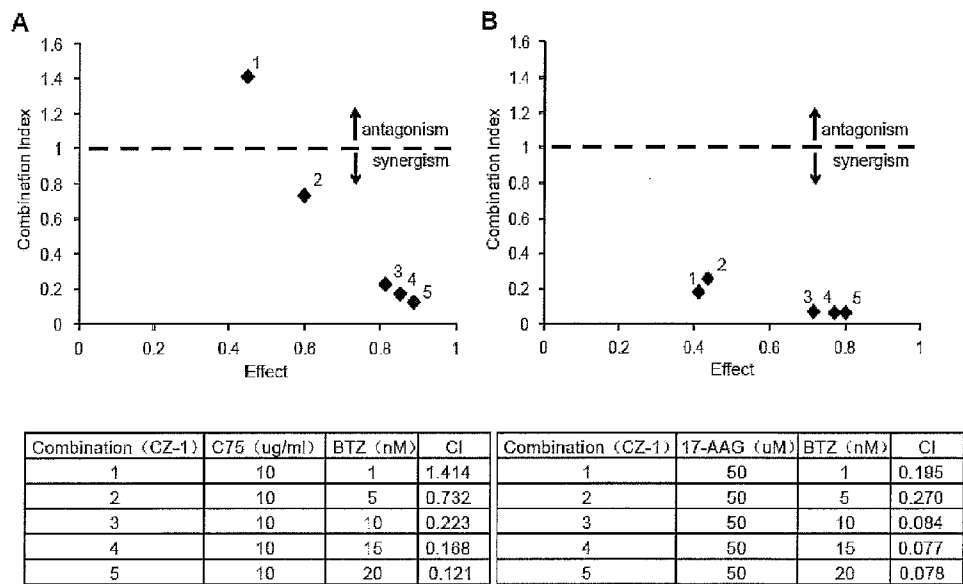 A
Combination Index
1.6
1.4
1.2
1
0.8
0.6
0.4
0.2
0
1
2
3
4
5
antagonism
synergism
0 0.2 0.4 0.6 0.8 1
Effect
B
Combination Index
1.6
1.4
1.2
1
0.8
0.6
0.4
0.2
0
antagonism
synergism
1
2
3
4
5
0 0.2 0.4 0.6 0.8 1
Effect
Combination (CZ-1) C75 (ug/ml) BTZ (nM) CI
1 10 1 1.414
2 10 5 0.732
3 10 10 0.223
4 10 15 0.168
5 10 20 0.121
Combination (CZ-1) 17-AAG (uM) BTZ (nM) CI
1 50 1 0.195
2 50 5 0.270
3 50 10 0.084
4 50 15 0.077
5 50 20 0.078